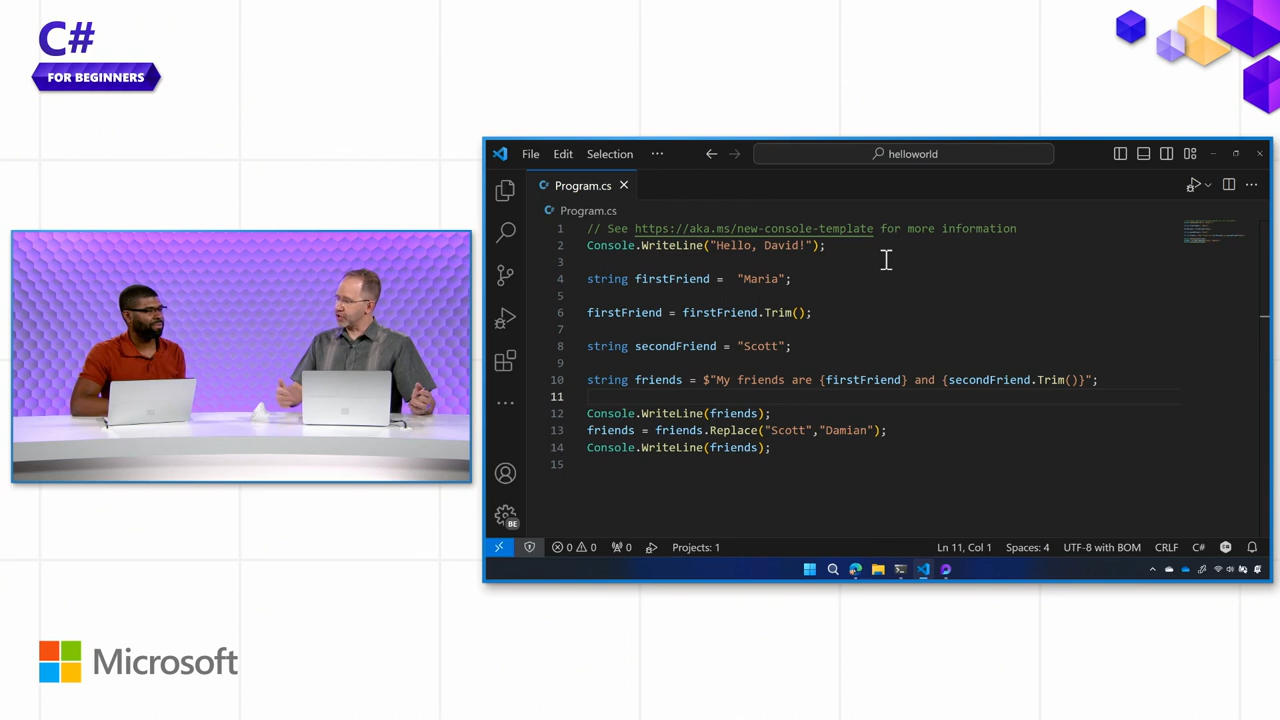 C#
FOR BEGINNERS
File Edit Selection ··· helloworld
Program.cs
Program.cs
1 // See https://aka.ms/new-console-template for more information
2 Console.WriteLine("Hello, David!");
3
4 string firstFriend =  "Maria";
5
6 firstFriend = firstFriend.Trim();
7
8 string secondFriend = "Scott";
9
10 string friends = $"My friends are {firstFriend} and {secondFriend.Trim()}";
11
12 Console.WriteLine(friends);
13 friends = friends.Replace("Scott","Damian");
14 Console.WriteLine(friends);
15
BE
0 0 0 Projects: 1 Ln 11, Col 1 Spaces: 4 UTF-8 with BOM CRLF C#
Microsoft